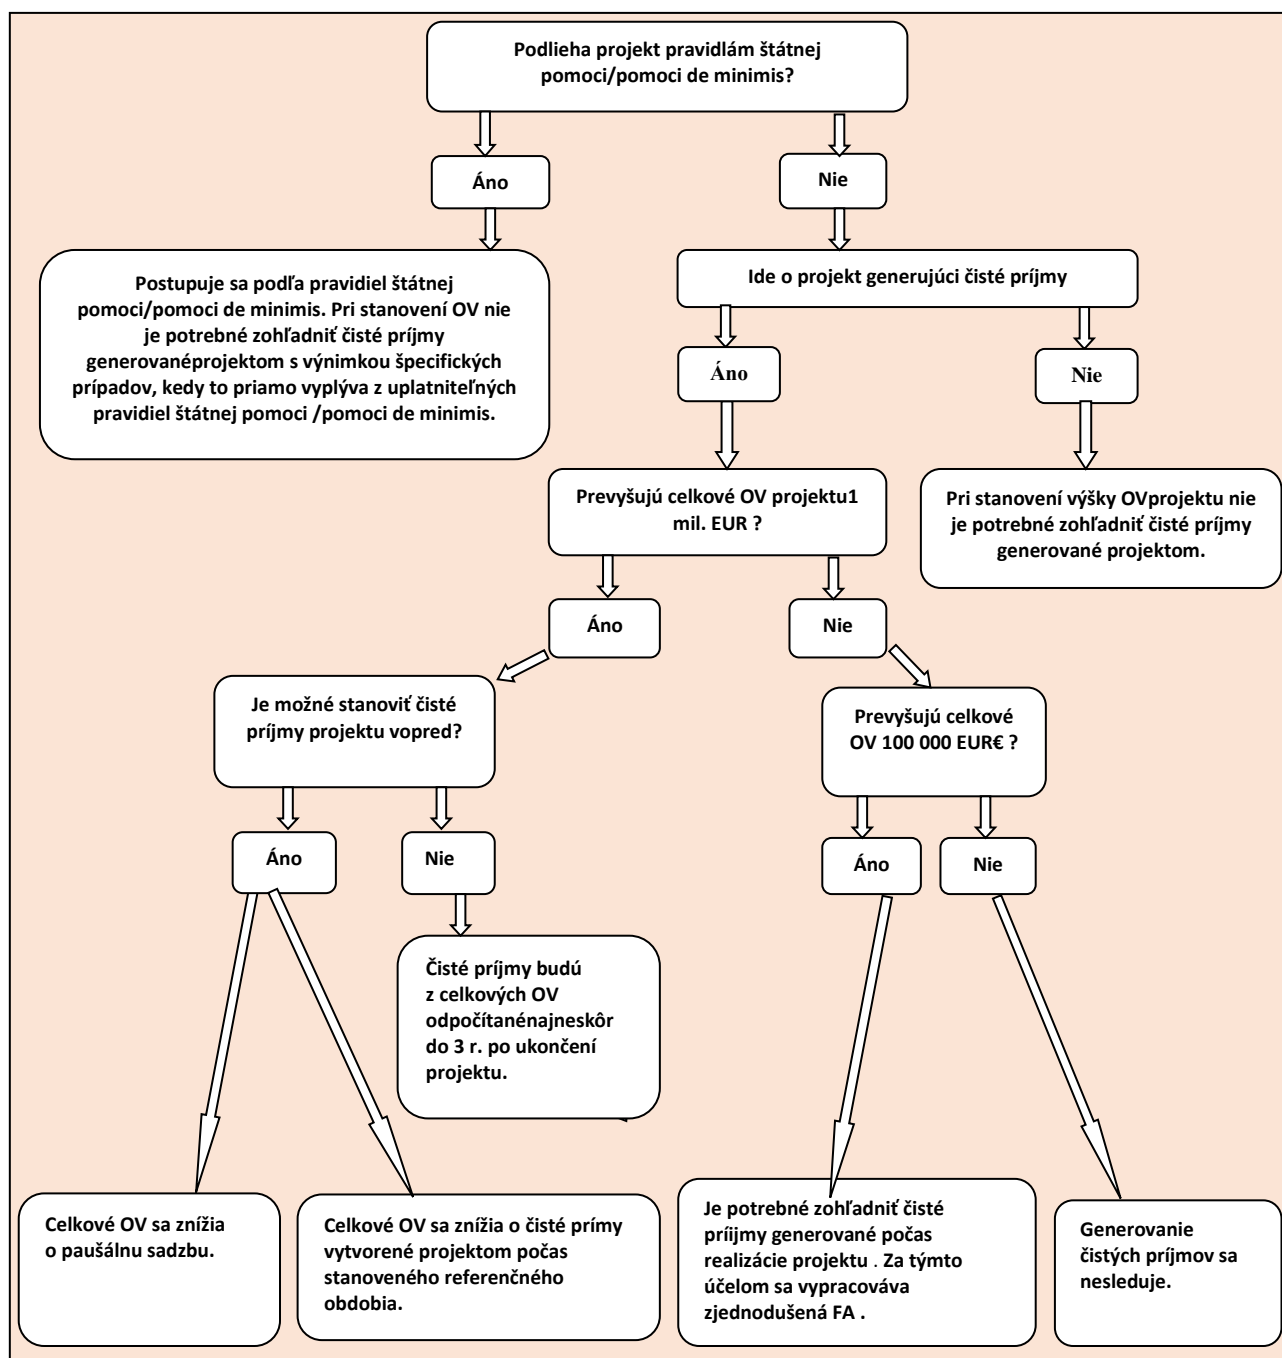 Podlieha projekt pravidlám štátnej
pomoci/pomoci de minimis?
Áno
Nie
Postupuje sa podľa pravidiel štátnej
pomoci/pomoci de minimis. Pri stanovení OV nie
je potrebné zohľadniť čisté príjmy
generovanéprojektom s výnimkou špecifických
prípadov, kedy to priamo vyplýva z uplatniteľných
pravidiel štátnej pomoci /pomoci de minimis.
Ide o projekt generujúci čisté príjmy
Áno
Nie
Prevyšujú celkové OV projektu1
mil. EUR ?
Pri stanovení výšky OVprojektu nie
je potrebné zohľadniť čisté príjmy
generované projektom.
Áno
Nie
Je možné stanoviť čisté
príjmy projektu vopred?
Prevyšujú celkové
OV 100 000 EUR€ ?
Áno
Nie
Áno
Nie
Čisté príjmy budú
z celkových OV
odpočítanénajneskôr
do 3 r. po ukončení
projektu.
Celkové OV sa znížia
o paušálnu sadzbu.
Celkové OV sa znížia o čisté prímy
vytvorené projektom počas
stanoveného referenčného
obdobia.
Je potrebné zohľadniť čisté
príijmy generované počas
realizácie projektu . Za týmto
účelom sa vypracováva
zjednodušená FA .
Generovanie
čistých príjmov sa
nesleduje.